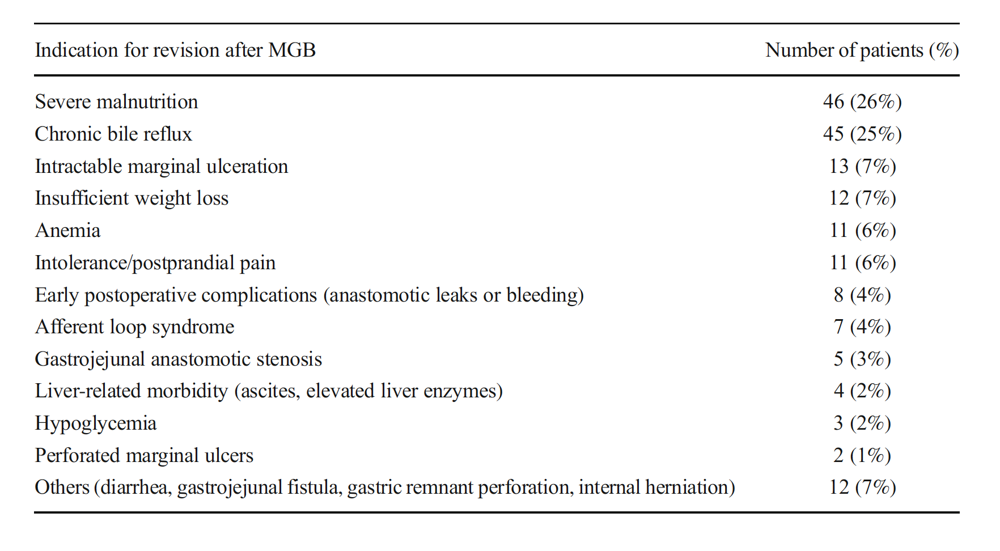 Indication for revision after MGB Number of patients (%)
Severe malnutrition 46 (26%)
Chronic bile reflux 45 (25%)
Intractable marginal ulceration 13 (7%)
Insufficient weight loss 12 (7%)
Anemia 11 (6%)
Intolerance/postprandial pain 11 (6%)
Early postoperative complications (anastomotic leaks or bleeding) 8 (4%)
Afferent loop syndrome 7 (4%)
Gastrojejunal anastomotic stenosis 5 (3%)
Liver-related morbidity (ascites, elevated liver enzymes) 4 (2%)
Hypoglycemia 3 (2%)
Perforated marginal ulcers 2 (1%)
Others (diarrhea, gastrojejunal fistula, gastric remnant perforation, internal herniation) 12 (7%)